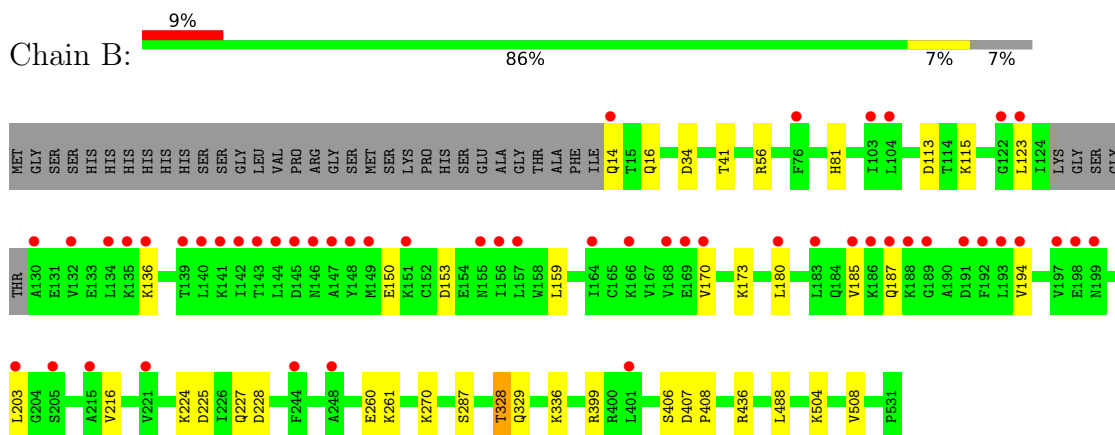 9%
Chain B:
86% 7% 7%
MET GLY SER SER HIS HIS HIS HIS HIS HIS SER SER GLY LEU VAL PRO ARG GLY SER MET SER LYS PRO HIS SER GLU ALA GLY THR ALA PHE ILE Q14 T15 Q16 D34 T41 R56 F76 H81 I103 L104 D113 T114 K115 G122 L123 I124 LYS GLY SER GLY
THR A130 E131 V132 E133 L134 K135 K136 T139 L140 K141 I142 T143 L144 D145 N146 A147 Y148 M149 E150 K151 C152 D153 E154 N155 I156 L157 W158 L159 I164 C165 K166 V167 V168 E169 V170 K173 L180 L183 Q184 V185 K186 Q187 K188 G189 A190 D191 F192 L193 V194 V197 E198 N199
L203 G204 S205 A215 V216 V221 K224 D225 I226 Q227 D228 F244 A248 E260 K261 K270 S287 T328 Q329 K336 R399 R400 L401 S406 D407 P408 R436 L488 K504 V508 P531